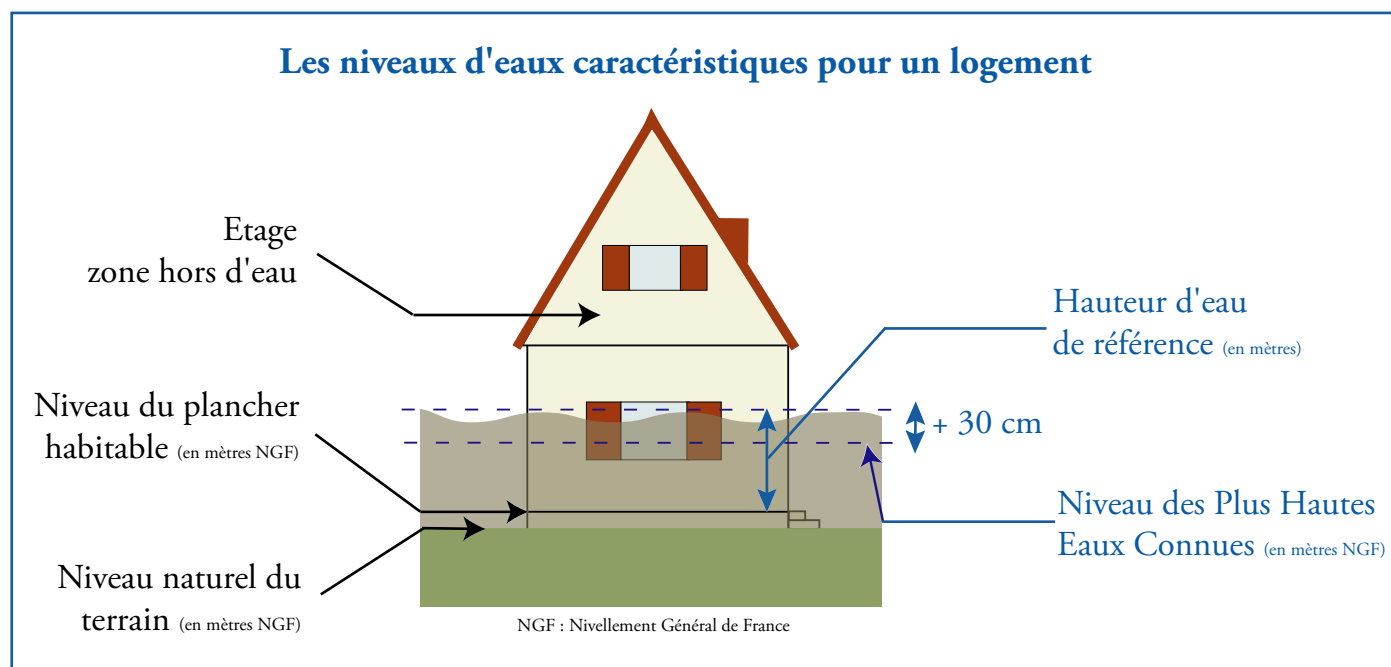 Les niveaux d'eaux caractéristiques pour un logement
Etage
zone hors d'eau
Hauteur d'eau
de référence (en mètres)
Niveau du plancher
habitable (en mètres NGF)
+ 30 cm
Niveau des Plus Hautes
Eaux Connues (en mètres NGF)
Niveau naturel du
terrain (en mètres NGF)
NGF : Nivellement Général de France